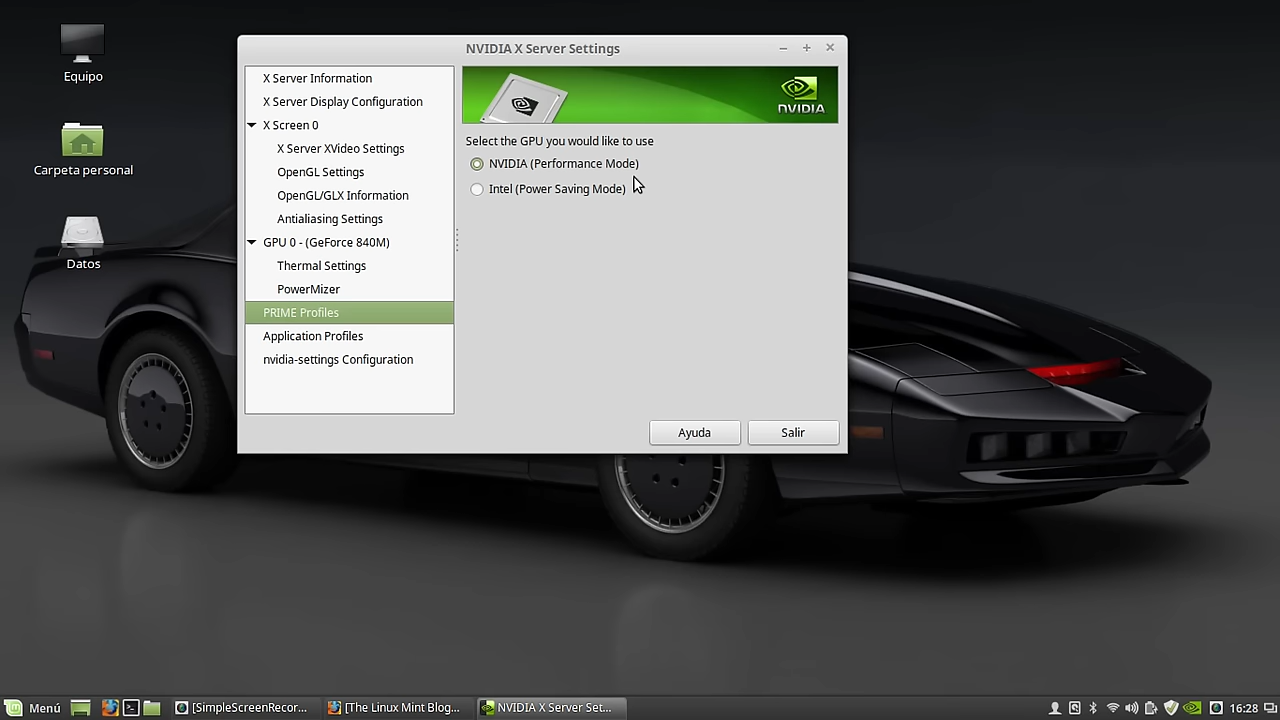 NVIDIA X Server Settings
Equipo
Carpeta personal
Datos
X Server Information
X Server Display Configuration
X Screen 0
X Server XVideo Settings
OpenGL Settings
OpenGL/GLX Information
Antialiasing Settings
GPU 0 - (GeForce 840M)
Thermal Settings
PowerMizer
PRIME Profiles
Application Profiles
nvidia-settings Configuration
NVIDIA
Select the GPU you would like to use
NVIDIA (Performance Mode)
Intel (Power Saving Mode)
Ayuda
Salir
Menú
[SimpleScreenRecor...
[The Linux Mint Blog...
NVIDIA X Server Set...
16:28